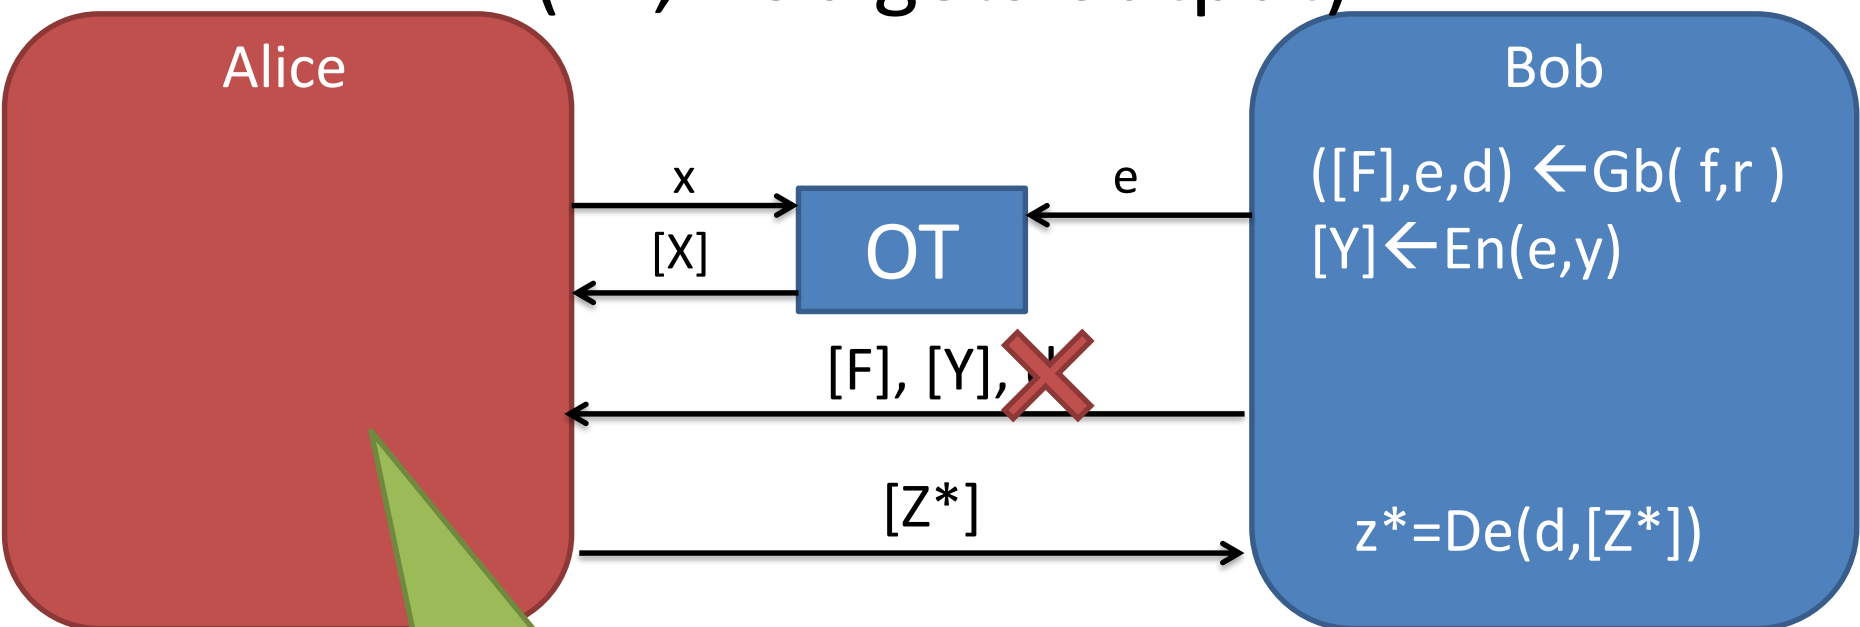 Alice
Bob
x
e
[X]
OT
([F],e,d) ←Gb( f,r )
[Y]←En(e,y)
[F], [Y],
[Z*]
z*=De(d,[Z*])